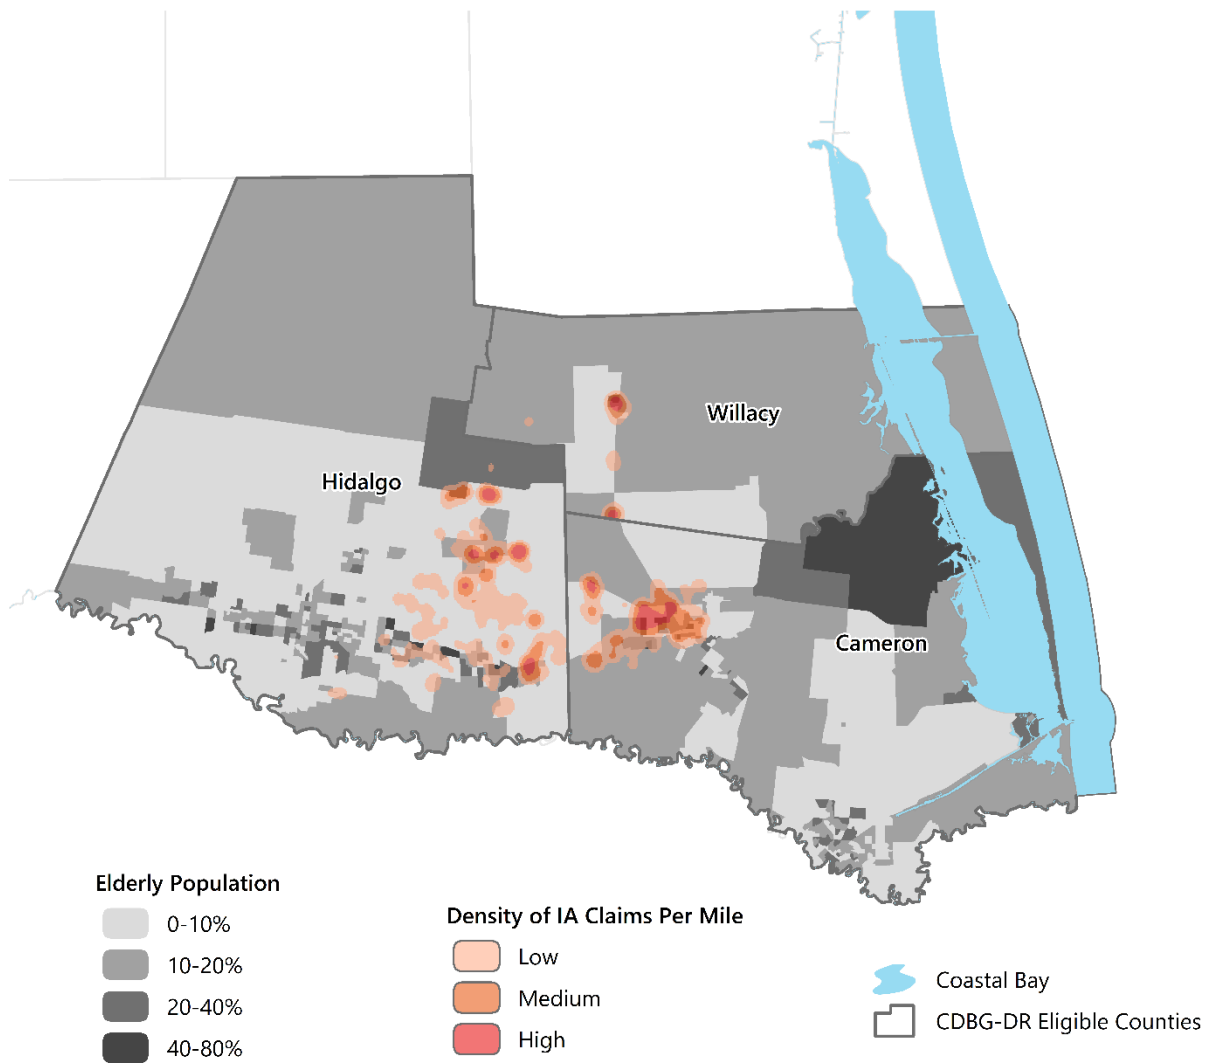 Willacy
Hidalgo
Cameron
Elderly Population
0-10%
10-20%
20-40%
40-80%
Density of IA Claims Per Mile
Low
Medium
High
Coastal Bay
CDBG-DR Eligible Counties